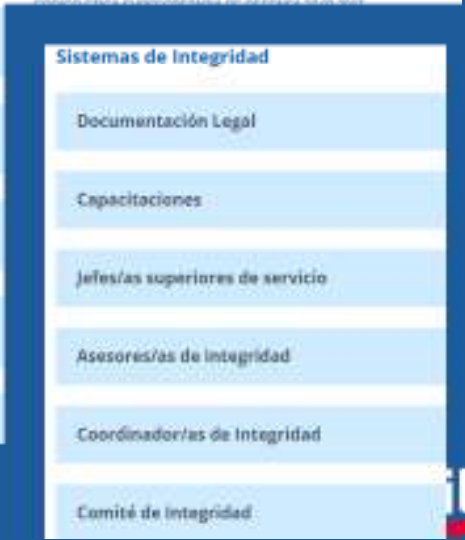 Sistemas de Integridad
Documentación Legal
Capacitaciones
Jefes/as superiores de servicio
Asesores/as de Integridad
Coordinador/as de Integridad
Comité de Integridad